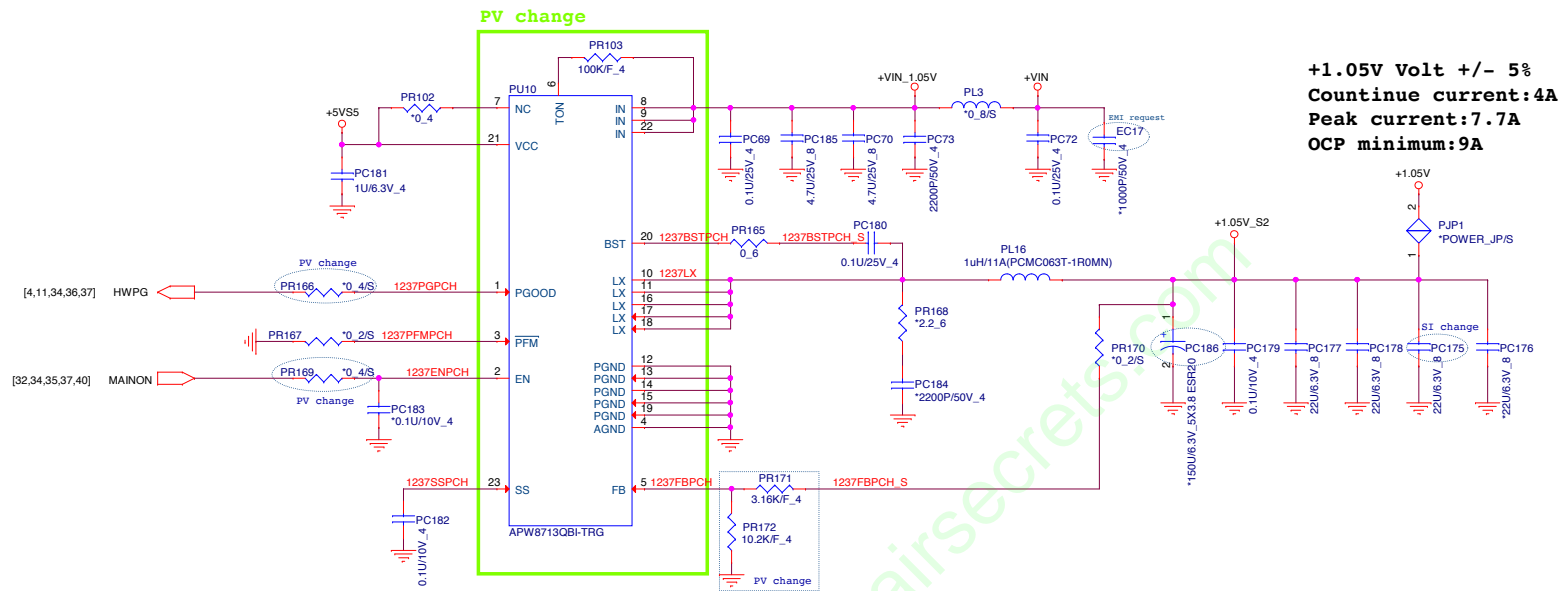 PV change
PR103
100K/F_4
6
PU10
TON
PR102
*0_4
7
NC
+5VS5
21
VCC
PC181
1U/6.3V_4
IN
8
IN
9
IN
22
+VIN_1.05V
PL3
*0_8/S
+VIN
EMI request
EC17
*1000P/50V_4
PC69
0.1U/25V_4
PC185
4.7U/25V_8
PC70
4.7U/25V_8
PC73
2200P/50V_4
PC72
0.1U/25V_4
+1.05V Volt +/- 5%
Countinue current:4A
Peak current:7.7A
OCP minimum:9A
+1.05V
2
PJP1
*POWER_JP/S
1
+1.05V_S2
BST
20
1237BSTPCH
PR165
0_6
1237BSTPCH_S
PC180
0.1U/25V_4
PL16
1uH/11A(PCMC063T-1R0MN)
LX
10
1237LX
LX
11
LX
16
LX
17
LX
18
PV change
[4,11,34,36,37]
HWPG
PR166
*0_4/S
1237PGPCH
1
PGOOD
PR167
*0_2/S
1237PFMPCH
3
PFM
[32,34,35,37,40]
MAINON
PR169
*0_4/S
1237ENPCH
2
EN
PV change
PC183
*0.1U/10V_4
PGND
12
PGND
13
PGND
14
PGND
15
PGND
19
AGND
4
PR168
*2.2_6
PC184
*2200P/50V_4
PR170
*0_2/S
1
+
2
PC186
*150U/6.3V_5X3.8 ESR20
PC179
0.1U/10V_4
PC177
22U/6.3V_8
PC178
22U/6.3V_8
SI change
PC175
22U/6.3V_8
PC176
*22U/6.3V_8
1237SSPCH
23
SS
PC182
0.1U/10V_4
FB
5
1237FBPCH
PR171
3.16K/F_4
1237FBPCH_S
PR172
10.2K/F_4
PV change
APW8713QBI-TRG
airsecrets.com